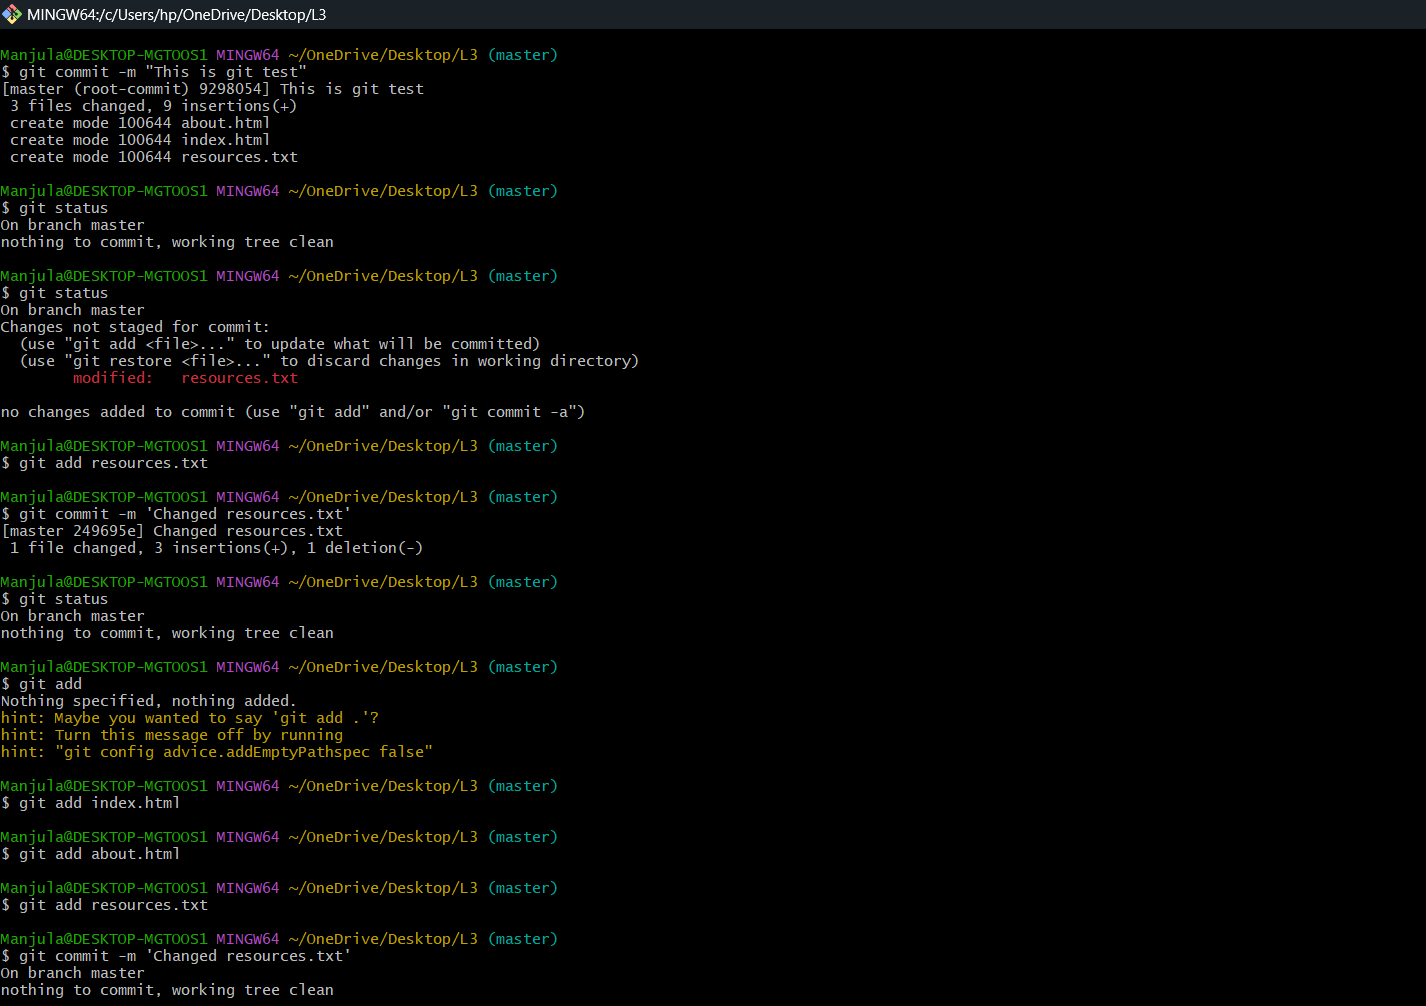 MINGW64:/c/Users/hp/OneDrive/Desktop/L3
Manjula@DESKTOP-MGTOOS1 MINGW64 ~/OneDrive/Desktop/L3 (master)
$ git commit -m "This is git test"
[master (root-commit) 9298054] This is git test
 3 files changed, 9 insertions(+)
 create mode 100644 about.html
 create mode 100644 index.html
 create mode 100644 resources.txt
Manjula@DESKTOP-MGTOOS1 MINGW64 ~/OneDrive/Desktop/L3 (master)
$ git status
On branch master
nothing to commit, working tree clean
Manjula@DESKTOP-MGTOOS1 MINGW64 ~/OneDrive/Desktop/L3 (master)
$ git status
On branch master
Changes not staged for commit:
  (use "git add <file>..." to update what will be committed)
  (use "git restore <file>..." to discard changes in working directory)
        modified:   resources.txt
no changes added to commit (use "git add" and/or "git commit -a")
Manjula@DESKTOP-MGTOOS1 MINGW64 ~/OneDrive/Desktop/L3 (master)
$ git add resources.txt
Manjula@DESKTOP-MGTOOS1 MINGW64 ~/OneDrive/Desktop/L3 (master)
$ git commit -m 'Changed resources.txt'
[master 249695e] Changed resources.txt
 1 file changed, 3 insertions(+), 1 deletion(-)
Manjula@DESKTOP-MGTOOS1 MINGW64 ~/OneDrive/Desktop/L3 (master)
$ git status
On branch master
nothing to commit, working tree clean
Manjula@DESKTOP-MGTOOS1 MINGW64 ~/OneDrive/Desktop/L3 (master)
$ git add
Nothing specified, nothing added.
hint: Maybe you wanted to say 'git add .'?
hint: Turn this message off by running
hint: "git config advice.addEmptyPathspec false"
Manjula@DESKTOP-MGTOOS1 MINGW64 ~/OneDrive/Desktop/L3 (master)
$ git add index.html
Manjula@DESKTOP-MGTOOS1 MINGW64 ~/OneDrive/Desktop/L3 (master)
$ git add about.html
Manjula@DESKTOP-MGTOOS1 MINGW64 ~/OneDrive/Desktop/L3 (master)
$ git add resources.txt
Manjula@DESKTOP-MGTOOS1 MINGW64 ~/OneDrive/Desktop/L3 (master)
$ git commit -m 'Changed resources.txt'
On branch master
nothing to commit, working tree clean